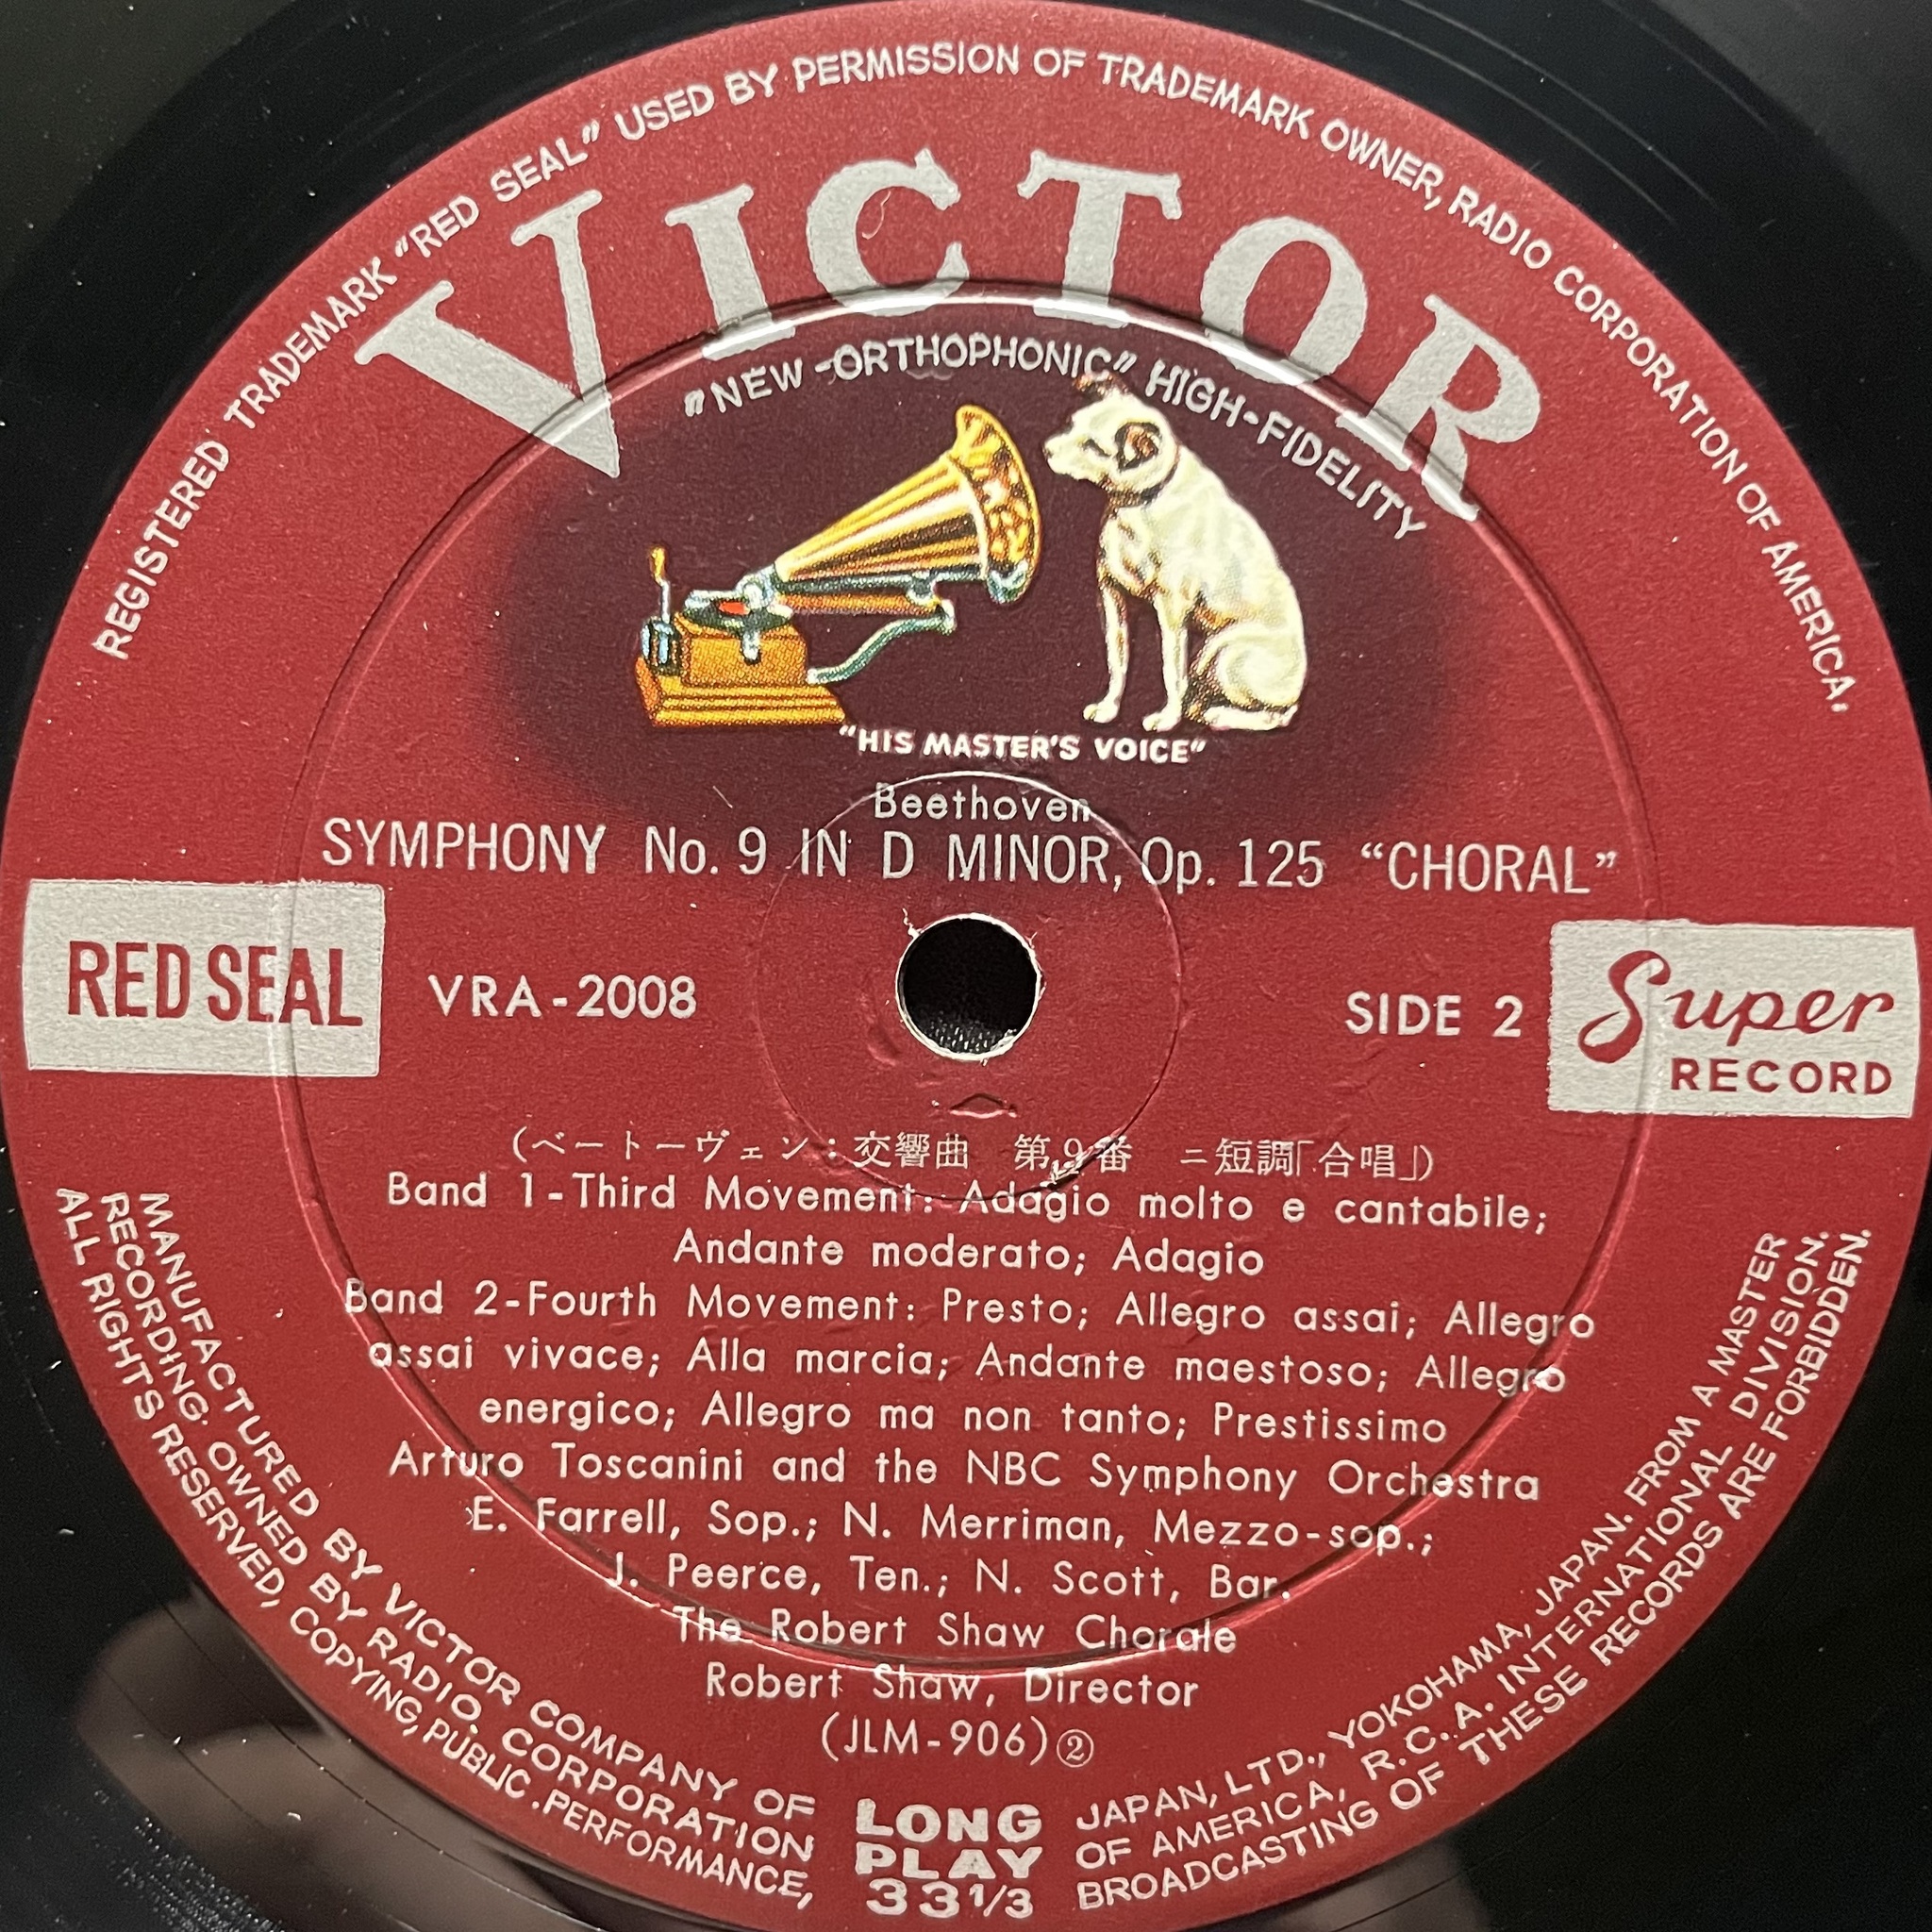 REGISTERED TRADEMARK "RED SEAL" USED BY PERMISSION OF TRADEMARK OWNER, RADIO CORPORATION OF AMERICA.
VICTOR
"NEW-ORTHOPHONIC" HIGH-FIDELITY
"HIS MASTER'S VOICE"
Beethoven
SYMPHONY No. 9 IN D MINOR, Op. 125 "CHORAL"
RED SEAL
VRA-2008
SIDE 2
Super
RECORD
(ベートーヴェン:交響曲 第9番 ニ短調「合唱」)
Band 1-Third Movement: Adagio molto e cantabile;
Andante moderato; Adagio
Band 2-Fourth Movement: Presto; Allegro assai; Allegro
assai vivace; Alla marcia; Andante maestoso; Allegro
energico; Allegro ma non tanto; Prestissimo
Arturo Toscanini and the NBC Symphony Orchestra
E. Farrell, Sop.; N. Merriman, Mezzo-sop.;
J. Peerce, Ten.; N. Scott, Bar.
The Robert Shaw Chorale
Robert Shaw, Director
(JLM-906)②
MANUFACTURED BY VICTOR COMPANY OF JAPAN, LTD., YOKOHAMA, JAPAN. FROM A MASTER
RECORDING. OWNED BY RADIO. CORPORATION OF AMERICA, R.C.A. INTERNATIONAL DIVISION.
ALL RIGHTS RESERVED, COPYING, PUBLIC.PERFORMANCE, BROADCASTING OF THESE RECORDS ARE FORBIDDEN.
LONG
PLAY
33 1/3